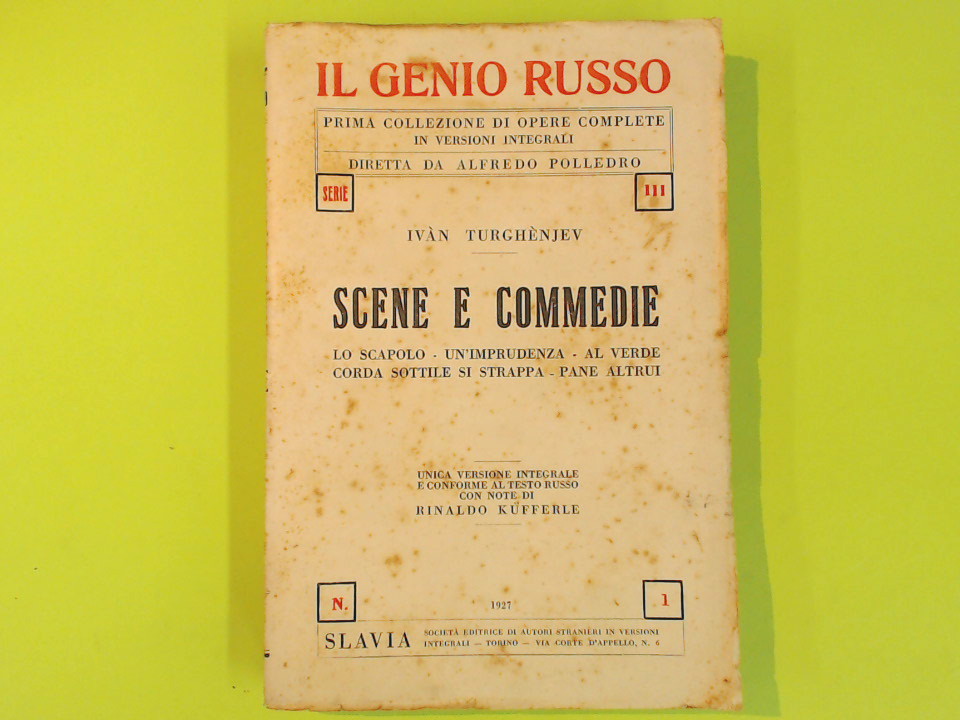 IL GENIO RUSSO
PRIMA COLLEZIONE DI OPERE COMPLETE
IN VERSIONI INTEGRALI
DIRETTA DA ALFREDO POLLEDRO
SERIE III
IVÀN TURGHÈNJEV
SCENE E COMMEDIE
LO SCAPOLO - UN'IMPRUDENZA - AL VERDE
CORDA SOTTILE SI STRAPPA - PANE ALTRUI
UNICA VERSIONE INTEGRALE
E CONFORME AL TESTO RUSSO
CON NOTE DI
RINALDO KÜFFERLE
N. 1
1927
SLAVIA
SOCIETÀ EDITRICE DI AUTORI STRANIERI IN VERSIONI
INTEGRALI — TORINO — VIA CORTE D'APPELLO, N. 6